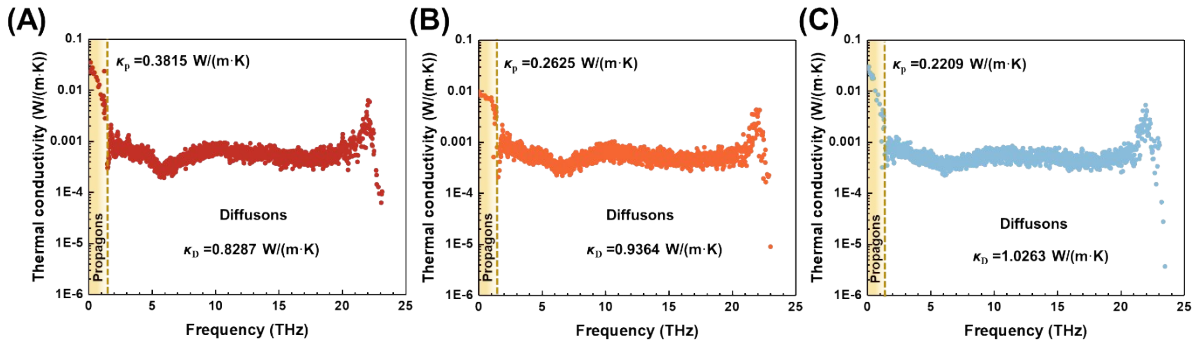 (A)
Thermal conductivity (W/(m·K))
0.1
0.01
0.001
1E-4
1E-5
1E-6
κp =0.3815 W/(m·K)
Propagons
Diffusons
κD =0.8287 W/(m·K)
0 5 10 15 20 25
Frequency (THz)
(B)
Thermal conductivity (W/(m·K))
0.1
0.01
0.001
1E-4
1E-5
1E-6
κp =0.2625 W/(m·K)
Propagons
Diffusons
κD =0.9364 W/(m·K)
0 5 10 15 20 25
Frequency (THz)
(C)
Thermal conductivity (W/(m·K))
0.1
0.01
0.001
1E-4
1E-5
1E-6
κp =0.2209 W/(m·K)
Propagons
Diffusons
κD =1.0263 W/(m·K)
0 5 10 15 20 25
Frequency (THz)